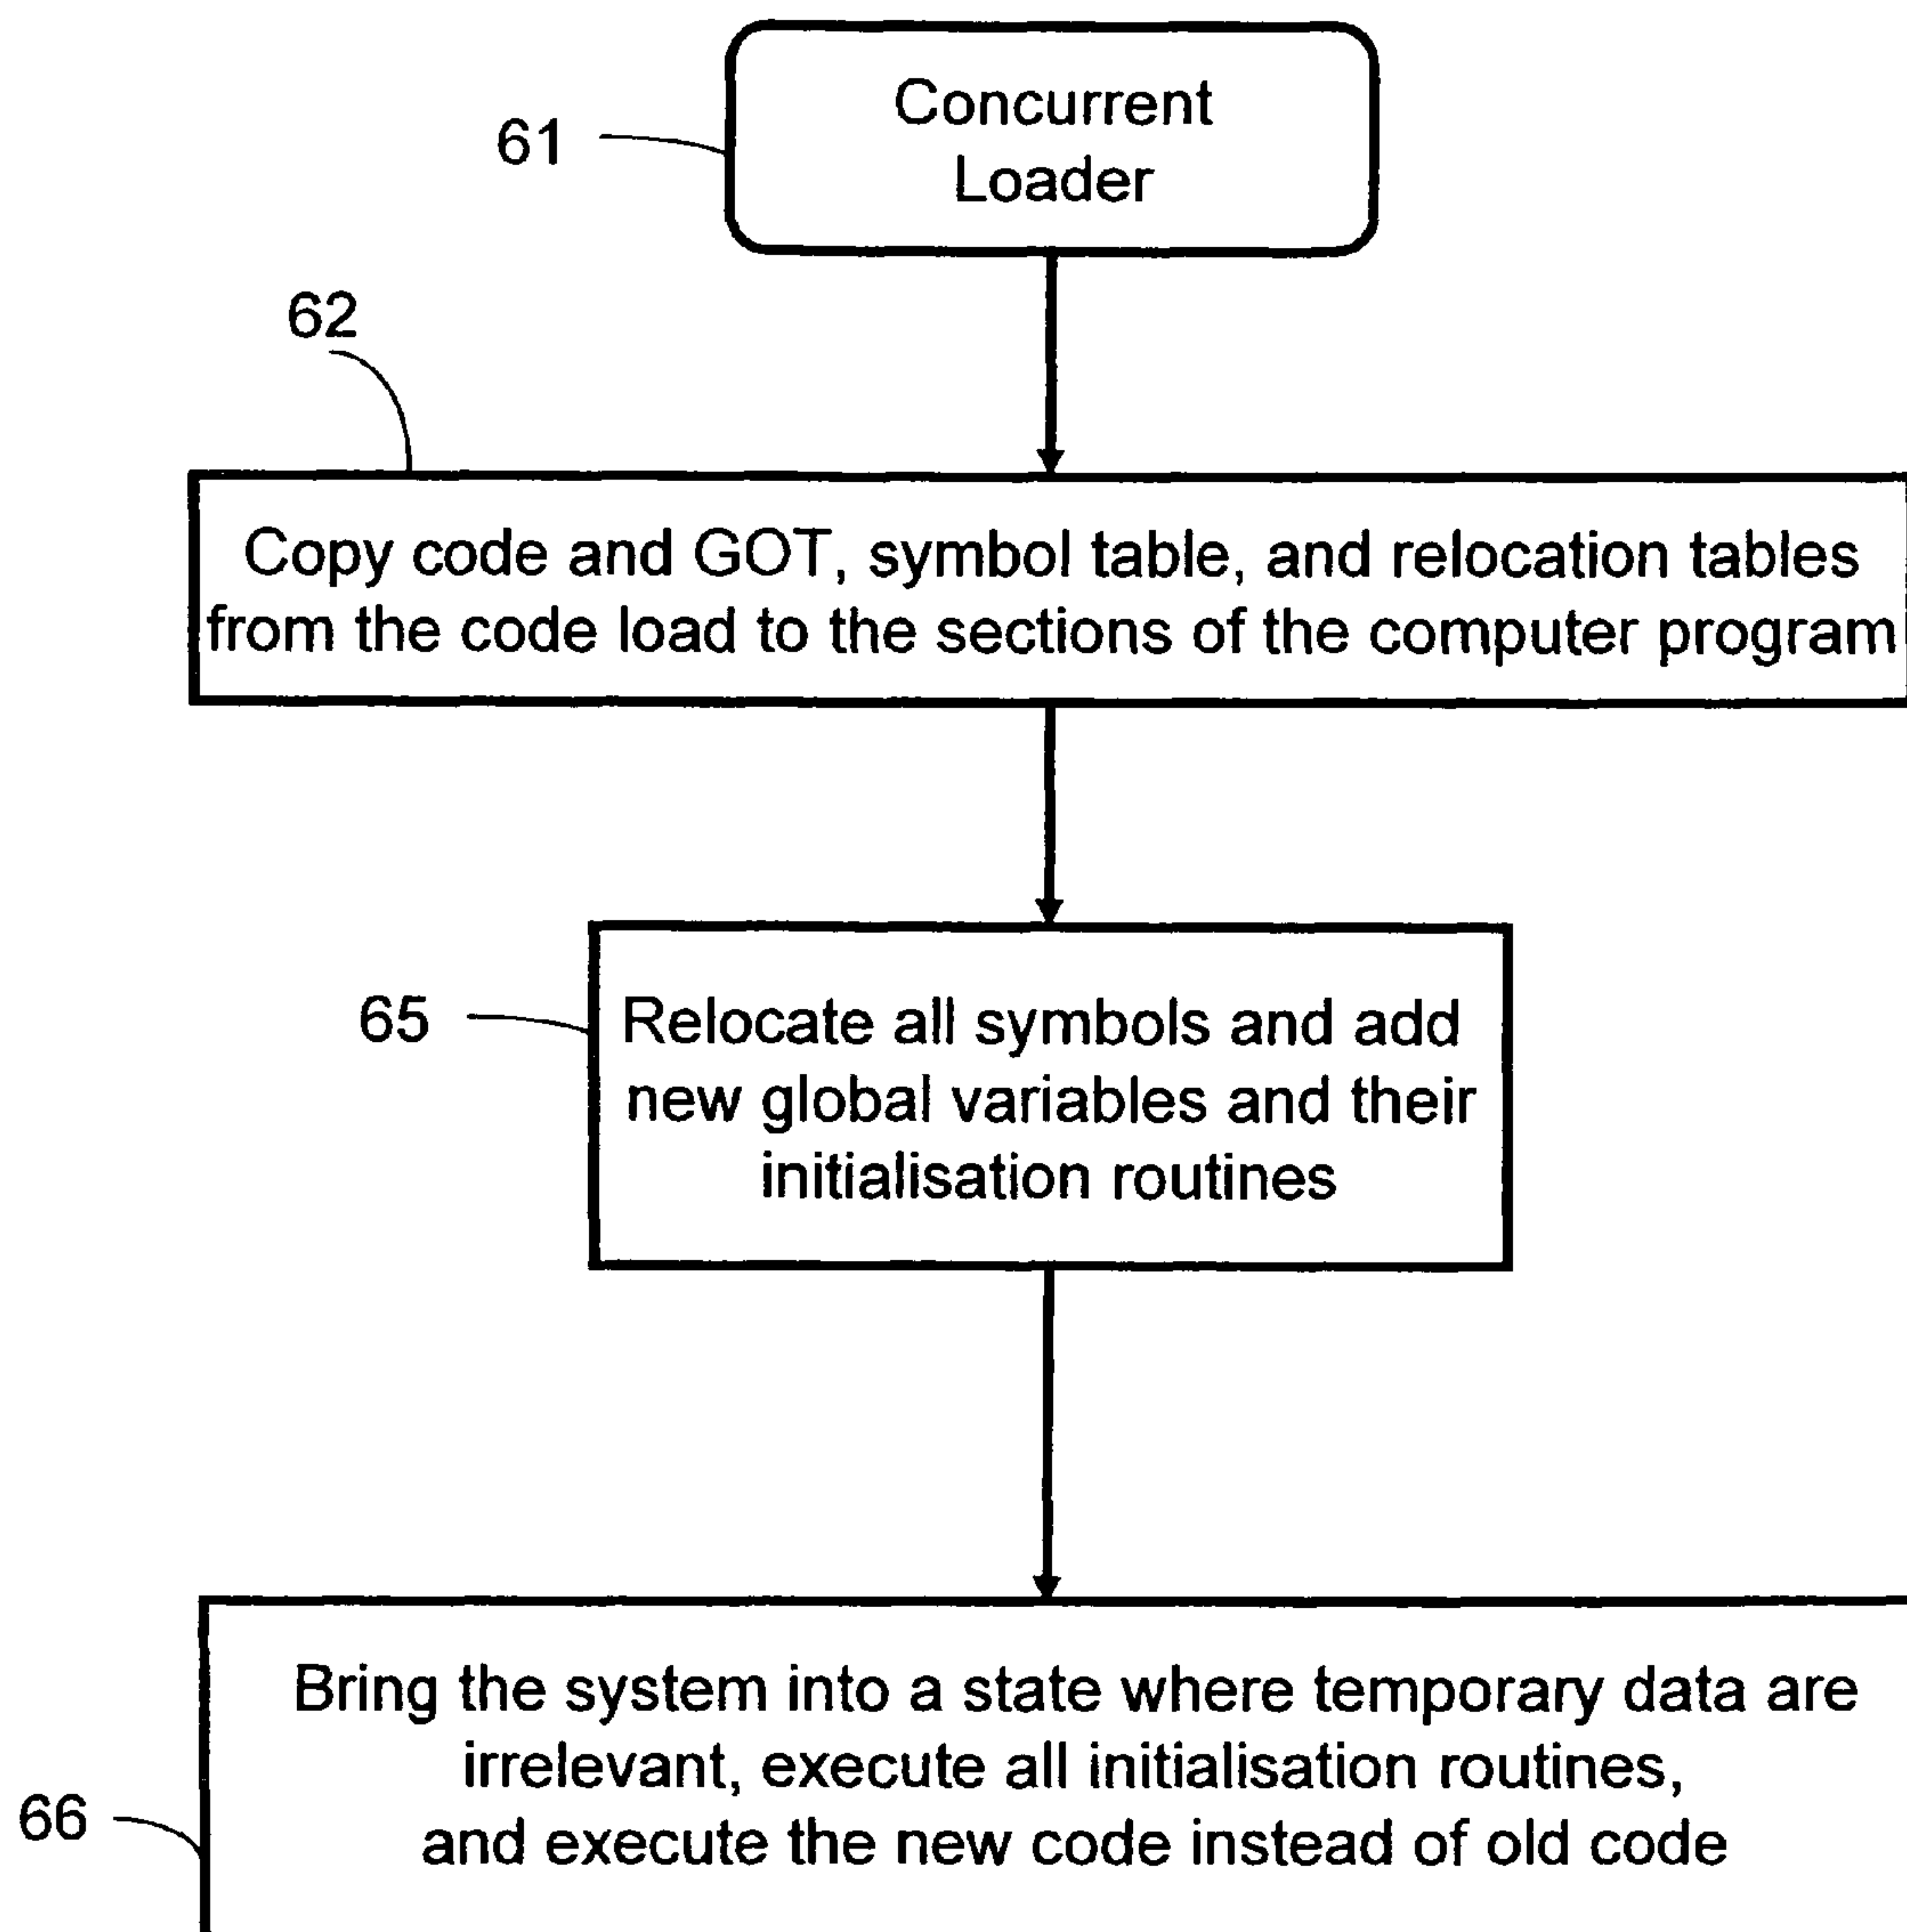 61
Concurrent
Loader
62
Copy code and GOT, symbol table, and relocation tables
from the code load to the sections of the computer program
65
Relocate all symbols and add
new global variables and their
initialisation routines
66
Bring the system into a state where temporary data are
irrelevant, execute all initialisation routines,
and execute the new code instead of old code